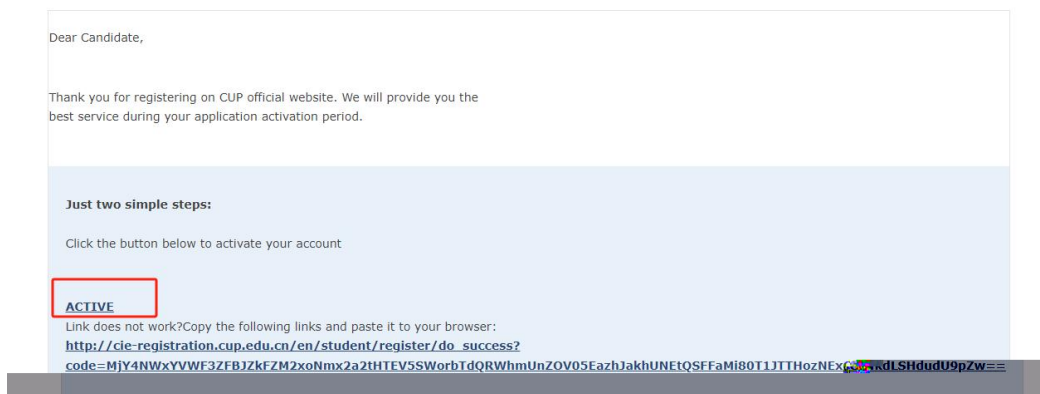 Dear Candidate,
Thank you for registering on CUP official website. We will provide you the
best service during your application activation period.
Just two simple steps:
Click the button below to activate your account
ACTIVE
Link does not work?Copy the following links and paste it to your browser:
http://cie-registration.cup.edu.cn/en/student/register/do_success?